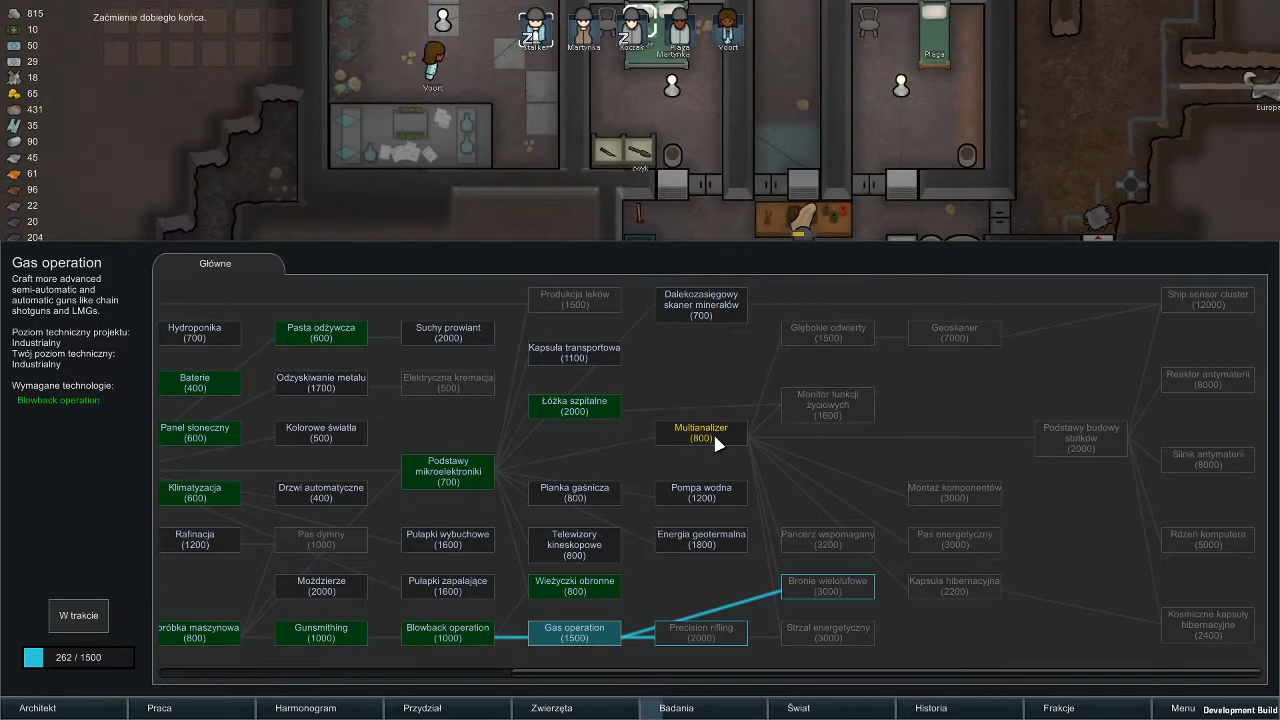 815
Zaćmienie dobiegło końca.
10
50
29
18
65
431
35
90
45
61
96
22
20
204
Stalker
Martynka
Koczak
Plaga
Voort
Martynka
Voort
Plaga
zwyk
Europa
Gas operation
Craft more advanced
semi-automatic and
automatic guns like chain
shotguns and LMGs.
Poziom techniczny projektu:
Industrialny
Twój poziom techniczny:
Industrialny
Wymagane technologie:
Blowback operation
W trakcie
262 / 1500
Główne
Produkcja leków
(1500)
Dalekozasięgowy
skaner minerałów
(700)
Ship sensor cluster
(12000)
Hydroponika
(700)
Pasta odżywcza
(600)
Suchy prowiant
(2000)
Głębokie odwierty
(1500)
Geoskaner
(7000)
Kapsuła transportowa
(1100)
Baterie
(400)
Odzyskiwanie metalu
(1700)
Elektryczna kremacja
(500)
Łóżka szpitalne
(2000)
Monitor funkcji
życiowych
(1600)
Reaktor antymaterii
(8000)
Panel słoneczny
(600)
Kolorowe światła
(500)
Multianalizer
(800)
Podstawy budowy
statków
(2000)
Podstawy
mikroelektroniki
(700)
Silnik antymaterii
(8000)
Klimatyzacja
(600)
Drzwi automatyczne
(400)
Pianka gaśnicza
(800)
Pompa wodna
(1200)
Montaż komponentów
(3000)
Rafinacja
(1200)
Pas dymny
(1000)
Pułapki wybuchowe
(1600)
Telewizory
kineskopowe
(800)
Energia geotermalna
(1800)
Pancerz wspomagany
(3200)
Pas energetyczny
(3000)
Rdzeń komputera
(5000)
Moździerze
(2000)
Pułapki zapalające
(1600)
Wieżyczki obronne
(800)
Bronie wielolufowe
(3000)
Kapsuła hibernacyjna
(2200)
oróbka maszynowa
(800)
Gunsmithing
(1000)
Blowback operation
(1000)
Gas operation
(1500)
Precision rifling
(2000)
Strzał energetyczny
(3000)
Kosmiczne kapsuły
hibernacyjne
(2400)
Architekt
Praca
Harmonogram
Przydział
Zwierzęta
Badania
Świat
Historia
Frakcje
Menu
Development Build